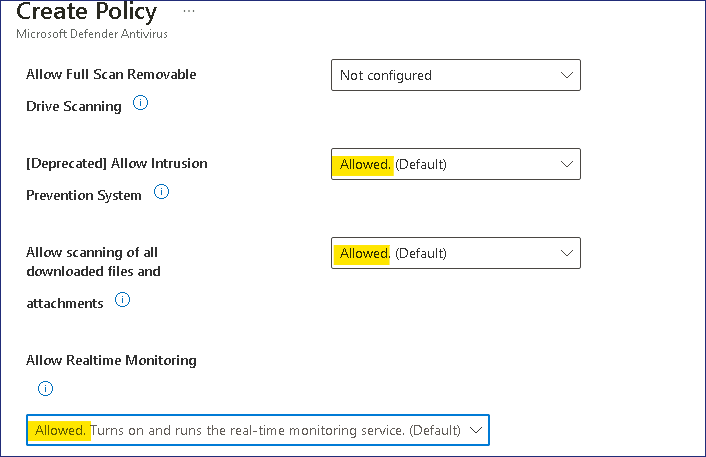 Create Policy ...
Microsoft Defender Antivirus
Allow Full Scan Removable
Drive Scanning
Not configured
[Deprecated] Allow Intrusion
Prevention System
Allowed. (Default)
Allow scanning of all
downloaded files and
attachments
Allowed. (Default)
Allow Realtime Monitoring
Allowed. Turns on and runs the real-time monitoring service. (Default)